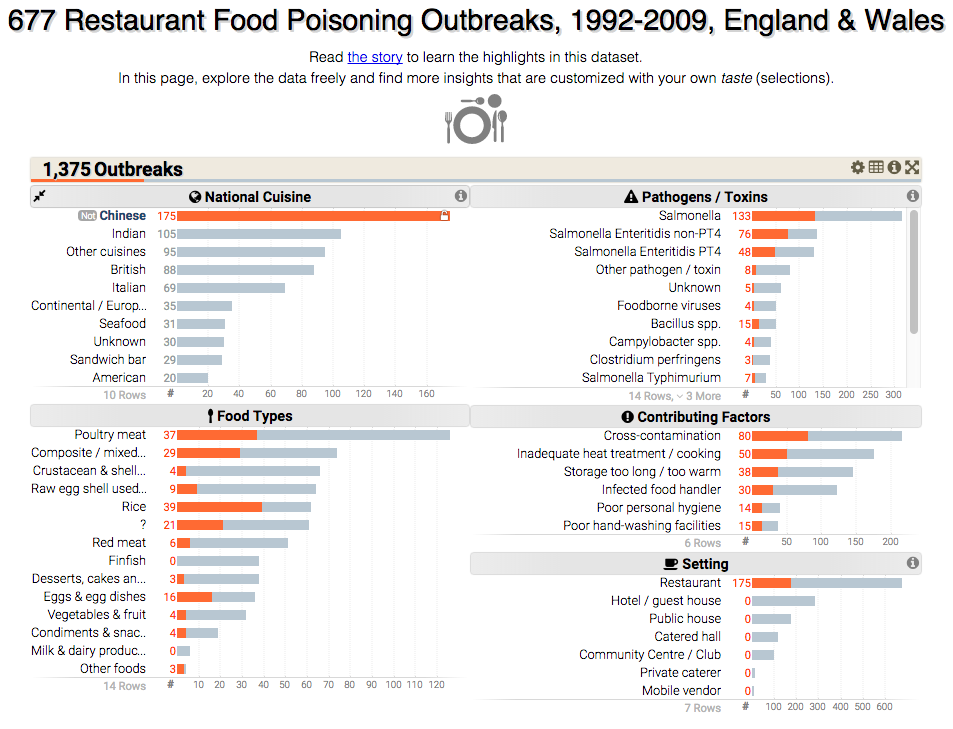 677 Restaurant Food Poisoning Outbreaks, 1992-2009, England & Wales
Read the story to learn the highlights in this dataset.
In this page, explore the data freely and find more insights that are customized with your own taste (selections).
1,375 Outbreaks
National Cuisine
Not Chinese 175
Indian 105
Other cuisines 95
British 88
Italian 69
Continental / Europ... 35
Seafood 31
Unknown 30
Sandwich bar 29
American 20
10 Rows # 20 40 60 80 100 120 140 160
Pathogens / Toxins
Salmonella 133
Salmonella Enteritidis non-PT4 76
Salmonella Enteritidis PT4 48
Other pathogen / toxin 8
Unknown 5
Foodborne viruses 4
Bacillus spp. 15
Campylobacter spp. 4
Clostridium perfringens 3
Salmonella Typhimurium 7
14 Rows, 3 More # 50 100 150 200 250 300
Food Types
Poultry meat 37
Composite / mixed... 29
Crustacean & shell... 4
Raw egg shell used... 9
Rice 39
? 21
Red meat 6
Finfish 0
Desserts, cakes an... 3
Eggs & egg dishes 16
Vegetables & fruit 4
Condiments & snac... 4
Milk & dairy produc... 0
Other foods 3
14 Rows # 10 20 30 40 50 60 70 80 90 100 110 120
Contributing Factors
Cross-contamination 80
Inadequate heat treatment / cooking 50
Storage too long / too warm 38
Infected food handler 30
Poor personal hygiene 14
Poor hand-washing facilities 15
6 Rows # 50 100 150 200
Setting
Restaurant 175
Hotel / guest house 0
Public house 0
Catered hall 0
Community Centre / Club 0
Private caterer 0
Mobile vendor 0
7 Rows # 100 200 300 400 500 600